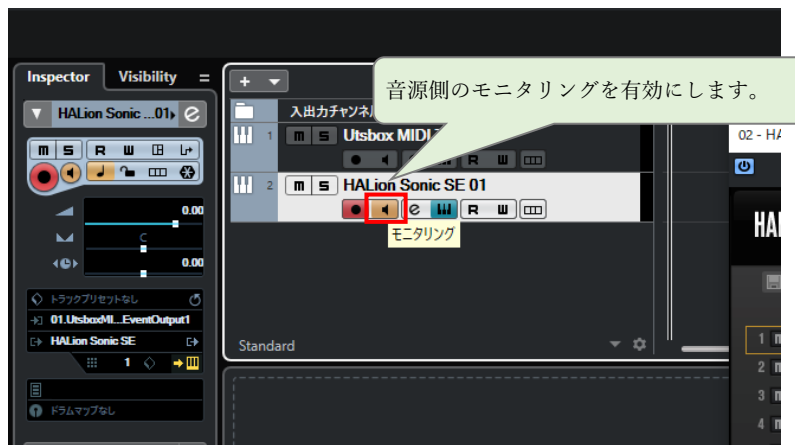 Inspector Visibility
音源側のモニタリングを有効にします。
HALion Sonic ...01
入出力チャンネル
m S R W
1 m S Utsbox MIDI
R W
2 m S HALion Sonic SE 01
e R W
モニタリング
02 - HA
HAL
0.00
C
0.00
トラックプリセットなし
01.UtsboxMI...EventOutput1
HALion Sonic SE
1
ドラムマップなし
Standard
1
2
3
4